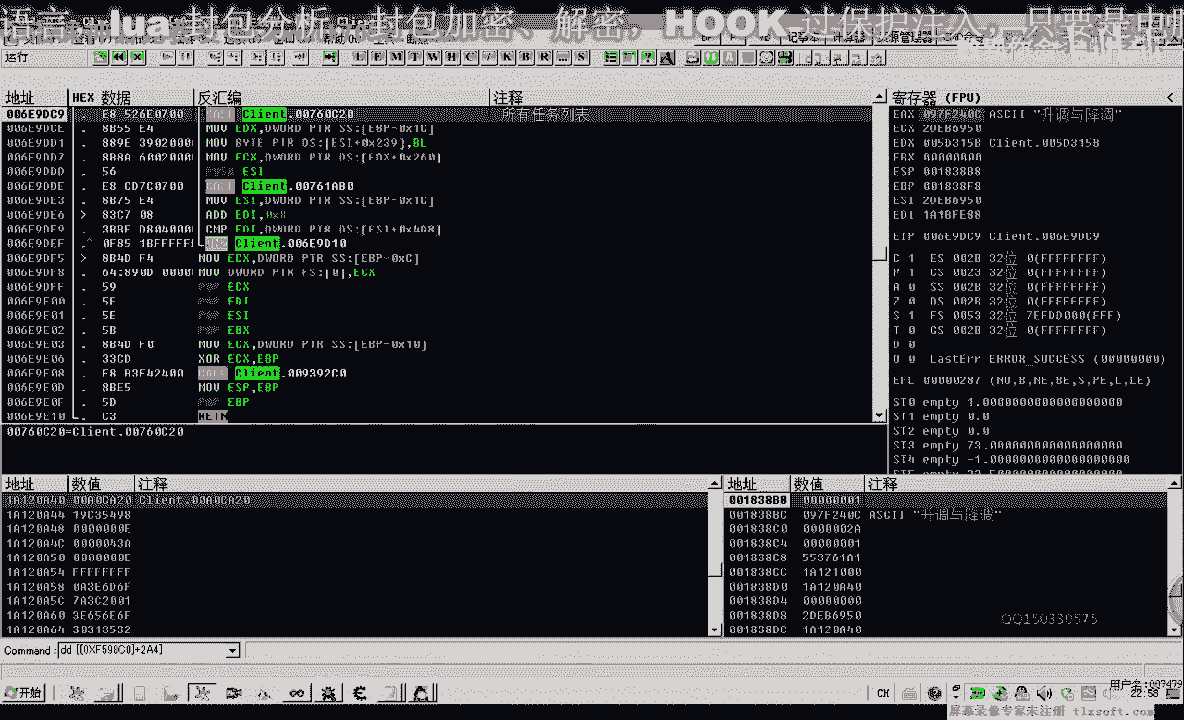 语言、lua 封包分析、封包加密、解密，HOOK 过保护注入，只要是由
运行
L E M T W H C / K B R ... S
地址 HEX 数据 反汇编 注释
006E9DC9 . E8 526E0700 CALL Client.00760C20 所有任务列表
006E9DCE . 8B55 E4 MOV EDX,DWORD PTR SS:[EBP-0x1C]
006E9DD1 . 889E 3902000 MOV BYTE PTR DS:[ESI+0x239],BL
006E9DD7 . 8B8A 6002000 MOV ECX,DWORD PTR DS:[EDX+0x260]
006E9DDD . 56 PUSH ESI
006E9DDE . E8 CD7C0700 CALL Client.00761AB0
006E9DE3 . 8B75 E4 MOV ESI,DWORD PTR SS:[EBP-0x1C]
006E9DE6 > 83C7 08 ADD EDI,0x8
006E9DE9 . 3BBE D804000 CMP EDI,DWORD PTR DS:[ESI+0x4D8]
006E9DEF .^ 0F85 1BFFFFFF JNZ Client.006E9D10
006E9DF5 > 8B4D F4 MOV ECX,DWORD PTR SS:[EBP-0xC]
006E9DF8 . 64:890D 00000 MOV DWORD PTR FS:[0],ECX
006E9DFF . 59 POP ECX
006E9E00 . 5F POP EDI
006E9E01 . 5E POP ESI
006E9E02 . 5B POP EBX
006E9E03 . 8B4D F0 MOV ECX,DWORD PTR SS:[EBP-0x10]
006E9E06 . 33CD XOR ECX,EBP
006E9E08 . E8 B3F42400 CALL Client.009392C0
006E9E0D . 8BE5 MOV ESP,EBP
006E9E0F . 5D POP EBP
006E9E10 . C3 RETN
00760C20=Client.00760C20
寄存器 (FPU) <
EAX 097F240C ASCII "升调与降调"
ECX 2DEB6950
EDX 005D315B Client.005D315B
EBX 00000000
ESP 001838B8
EBP 001838F8
ESI 2DEB6950
EDI 1A1BFE88
EIP 006E9DC9 Client.006E9DC9
C 1 ES 002B 32位 0(FFFFFFFF)
P 1 CS 0023 32位 0(FFFFFFFF)
A 0 SS 002B 32位 0(FFFFFFFF)
Z 0 DS 002B 32位 0(FFFFFFFF)
S 1 FS 0053 32位 7EFDD000(FFF)
T 0 GS 002B 32位 0(FFFFFFFF)
D 0
O 0 LastErr ERROR_SUCCESS (00000000)
EFL 00000287 (NO,B,NE,BE,S,PE,L,LE)
ST0 empty 1.0000000000000000000
ST1 empty 0.0
ST2 empty 0.0
ST3 empty 73.000000000000000000
ST4 empty -1.0000000000000000000
地址 数值 注释
1A120A40 00A0CA20 Client.00A0CA20
1A120A44 19C35498
1A120A48 0000000E
1A120A4C 0000043A
1A120A50 0000000E
1A120A54 FFFFFFFF
1A120A58 0A3E6D6F
1A120A5C 7A3C2001
1A120A60 3E656E6F
1A120A64 30313532
地址 数值 注释
001838B8 00000001
001838BC 097F240C ASCII "升调与降调"
001838C0 0000002A
001838C4 00000001
001838C8 553761A1
001838CC 1A121000
001838D0 1A120A40
001838D4 00000000
001838D8 2DEB6950
001838DC 1A120A40
QQ150330575
Command: dd [[0XF598C0]+2A4]
开始
CH
用户名:007479
22:58
屏幕录像专家未注册 tlxsoft.com